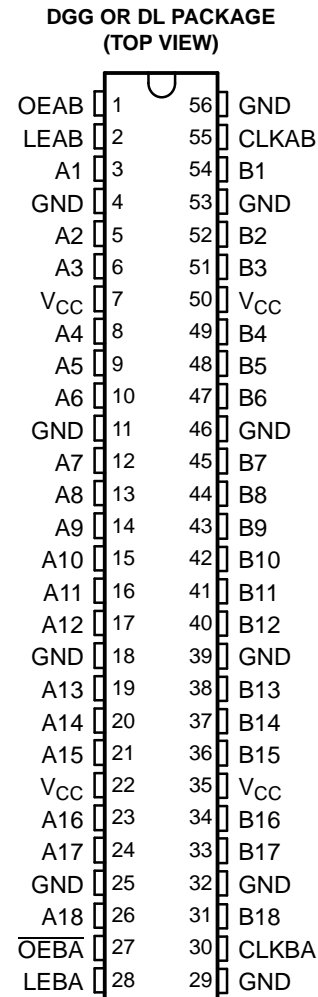 DGG OR DL PACKAGE
(TOP VIEW)
OEAB 1 56 GND
LEAB 2 55 CLKAB
A1 3 54 B1
GND 4 53 GND
A2 5 52 B2
A3 6 51 B3
VCC 7 50 VCC
A4 8 49 B4
A5 9 48 B5
A6 10 47 B6
GND 11 46 GND
A7 12 45 B7
A8 13 44 B8
A9 14 43 B9
A10 15 42 B10
A11 16 41 B11
A12 17 40 B12
GND 18 39 GND
A13 19 38 B13
A14 20 37 B14
A15 21 36 B15
VCC 22 35 VCC
A16 23 34 B16
A17 24 33 B17
GND 25 32 GND
A18 26 31 B18
O̅E̅B̅A̅ 27 30 CLKBA
LEBA 28 29 GND